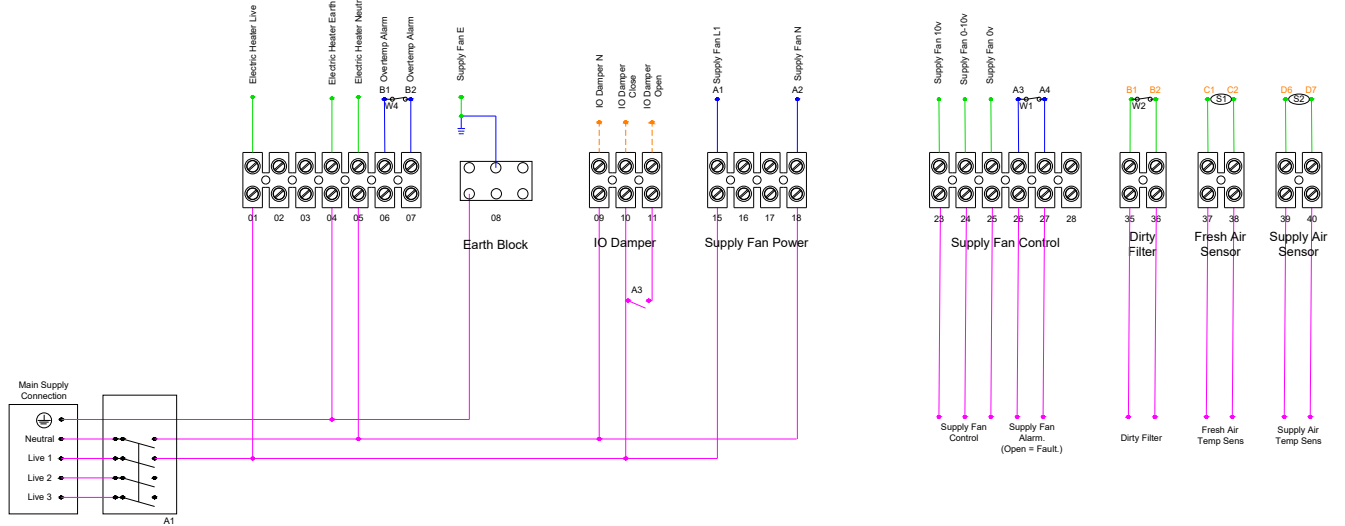 Electric Heater Live
Electric Heater Earth
Electric Heater Neutr
Overtemp Alarm
Overtemp Alarm
Supply Fan E
IO Damper N
IO Damper
Close
IO Damper
Open
Supply Fan L1
Supply Fan N
Supply Fan 10v
Supply Fan 0-10v
Supply Fan 0v
B1 B2
W4
A1
A2
A3 A4
W1
B1 B2
W2
C1 C2
S1
D6 D7
S2
01 02 03 04 05 06 07
08
09 10 11
15 16 17 18
23 24 25 26 27 28
35 36
37 38
39 40
Earth Block
IO Damper
Supply Fan Power
Supply Fan Control
Dirty
Filter
Fresh Air
Sensor
Supply Air
Sensor
A3
Main Supply
Connection
Neutral
Live 1
Live 2
Live 3
A1
Supply Fan
Control
Supply Fan
Alarm.
(Open = Fault.)
Dirty Filter
Fresh Air
Temp Sens
Supply Air
Temp Sens